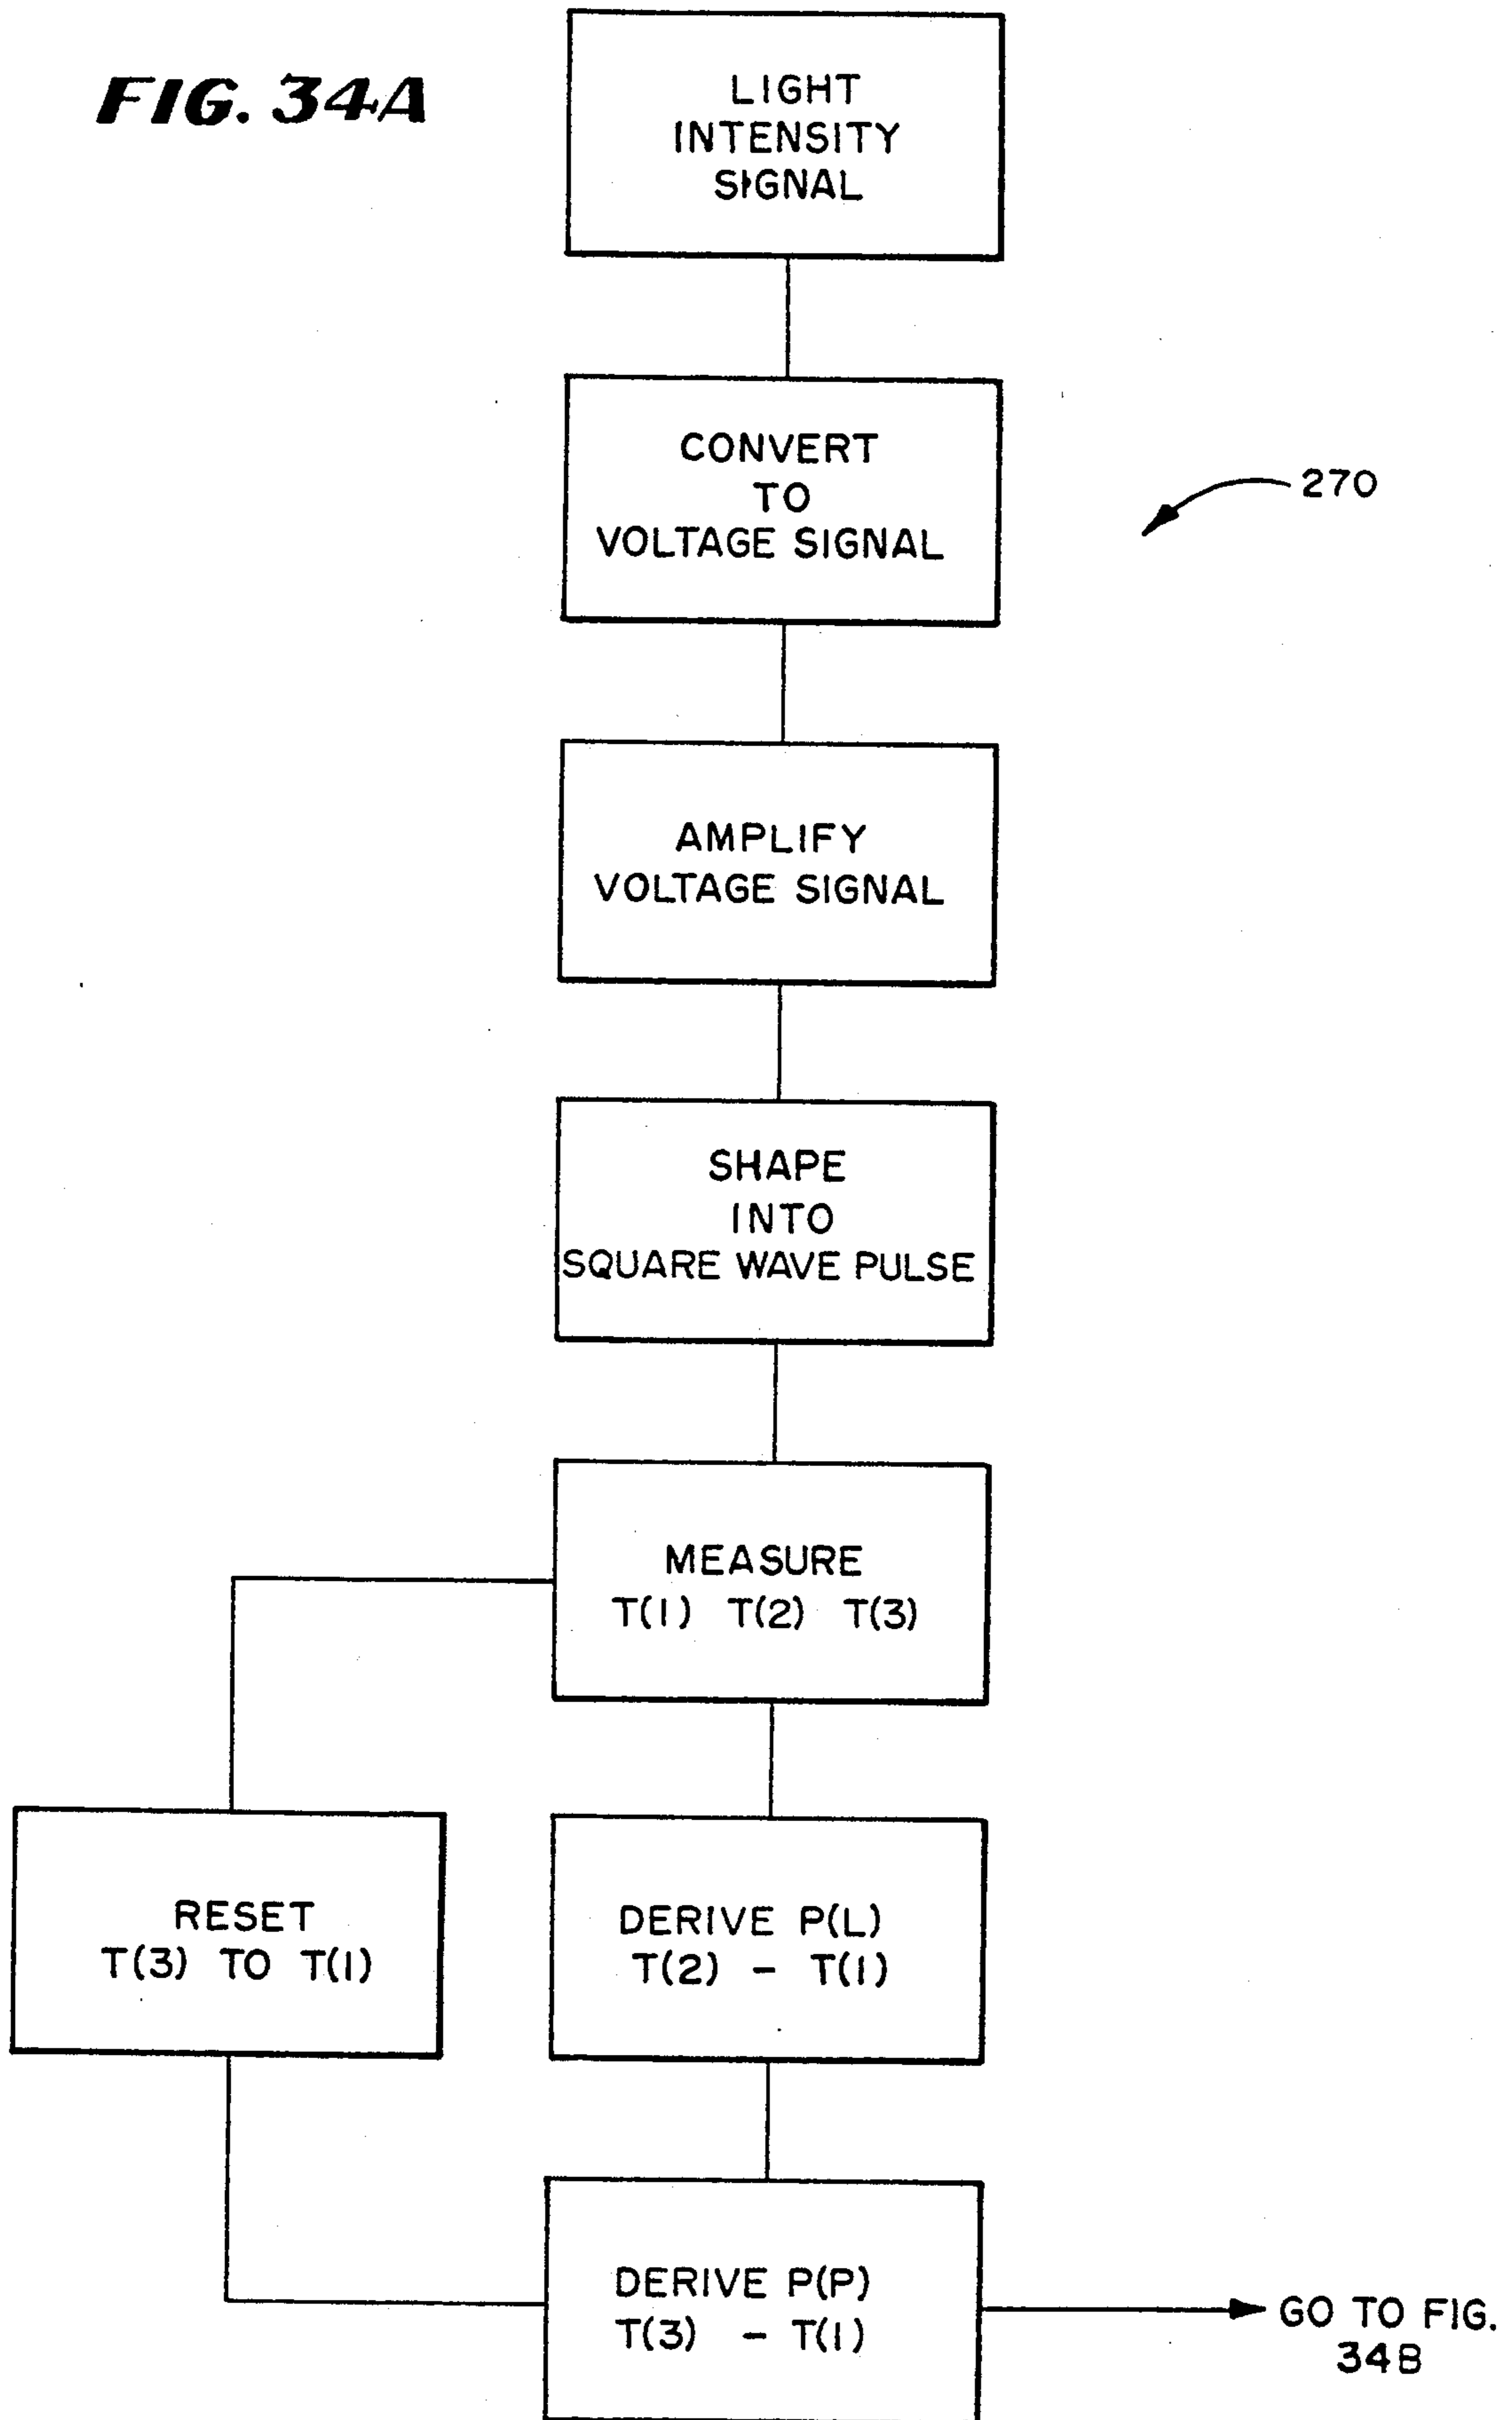 FIG. 34A
LIGHT
INTENSITY
SIGNAL
CONVERT
TO
VOLTAGE SIGNAL
270
AMPLIFY
VOLTAGE SIGNAL
SHAPE
INTO
SQUARE WAVE PULSE
MEASURE
T(1) T(2) T(3)
RESET
T(3) TO T(1)
DERIVE P(L)
T(2) - T(1)
DERIVE P(P)
T(3) - T(1)
GO TO FIG.
34B